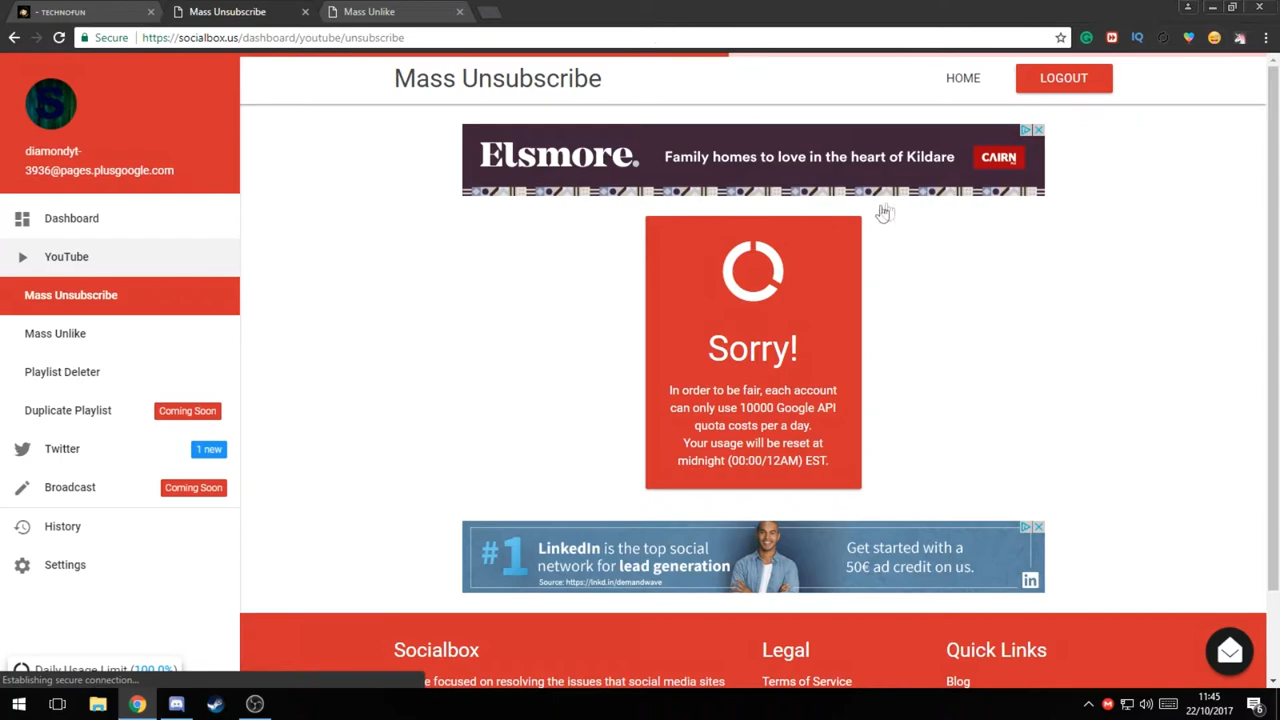 - TECHNOFUN
Mass Unsubscribe
Mass Unlike
Secure
https://socialbox.us/dashboard/youtube/unsubscribe
diamondyt-
3936@pages.plusgoogle.com
Dashboard
YouTube
Mass Unsubscribe
Mass Unlike
Playlist Deleter
Duplicate Playlist
Coming Soon
Twitter
1 new
Broadcast
Coming Soon
History
Settings
Daily Usage Limit (100.0%)
Establishing secure connection...
Mass Unsubscribe
HOME
LOGOUT
Elsmore.
Family homes to love in the heart of Kildare
CAIRN
Sorry!
In order to be fair, each account
can only use 10000 Google API
quota costs per a day.
Your usage will be reset at
midnight (00:00/12AM) EST.
#1
LinkedIn is the top social
network for lead generation
Source: https://lnkd.in/demandwave
Get started with a
50€ ad credit on us.
in
Socialbox
e focused on resolving the issues that social media sites
Legal
Terms of Service
Quick Links
Blog
11:45
22/10/2017
6